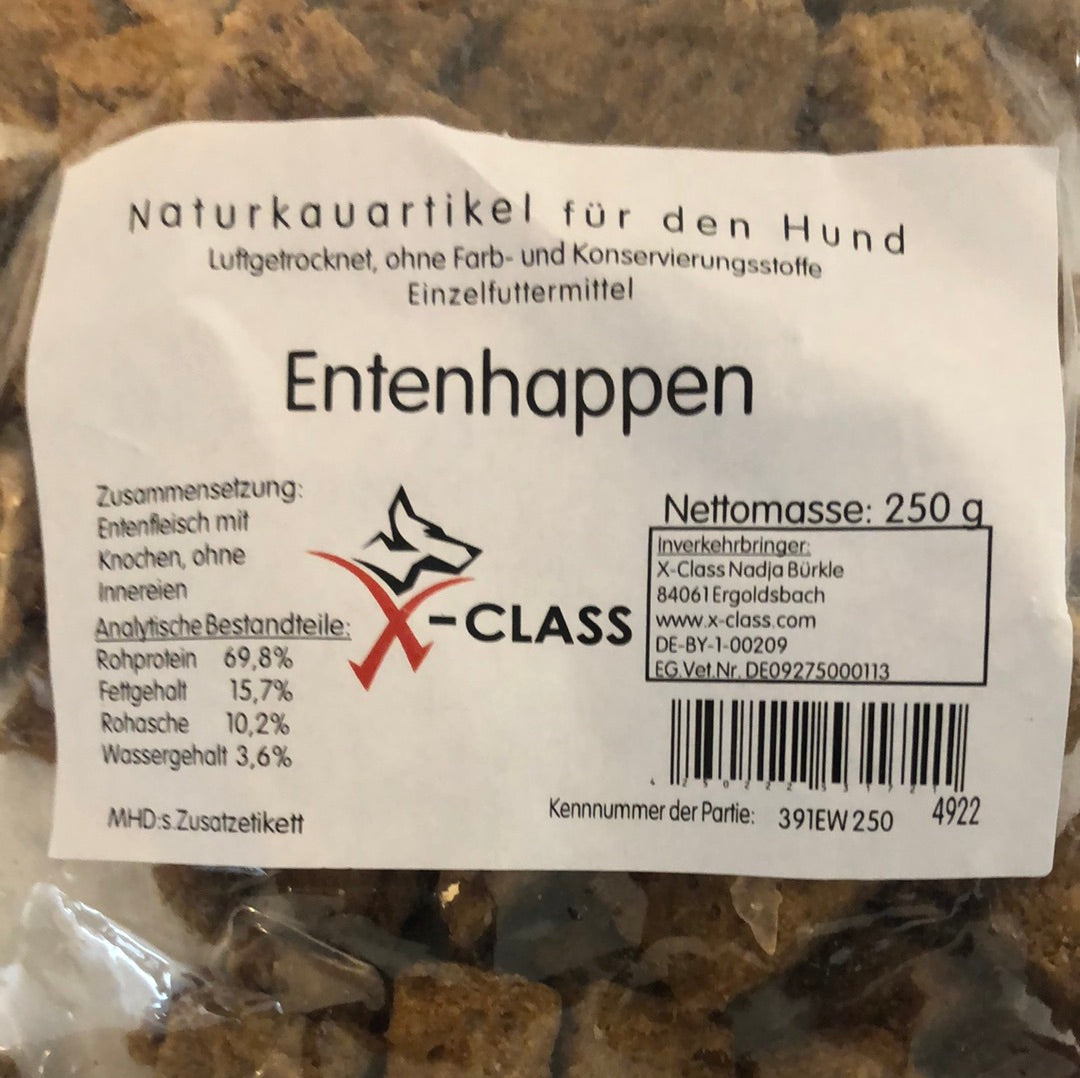 Naturkauartikel für den Hund
Luftgetrocknet, ohne Farb- und Konservierungsstoffe
Einzelfuttermittel
Entenhappen
Zusammensetzung:
Entenfleisch mit
Knochen, ohne
Innereien
Analytische Bestandteile:
Rohprotein 69,8%
Fettgehalt 15,7%
Rohasche 10,2%
Wassergehalt 3,6%
MHD:s.Zusatzetikett
X-CLASS
Nettomasse: 250 g
Inverkehrbringer:
X-Class Nadja Bürkle
84061 Ergoldsbach
www.x-class.com
DE-BY-1-00209
EG.Vet.Nr. DE09275000113
Kennnummer der Partie: 391EW 250 4922